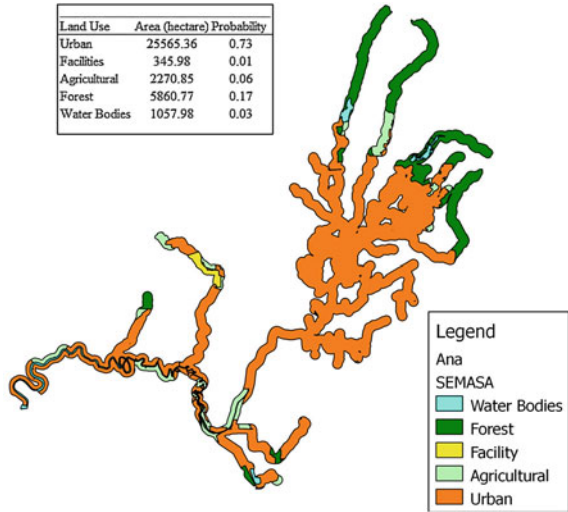 Land Use Area (hectare) Probability
Urban 25565.36 0.73
Facilities 345.98 0.01
Agricultural 2270.85 0.06
Forest 5860.77 0.17
Water Bodies 1057.98 0.03
Legend
Ana
SEMASA
Water Bodies
Forest
Facility
Agricultural
Urban